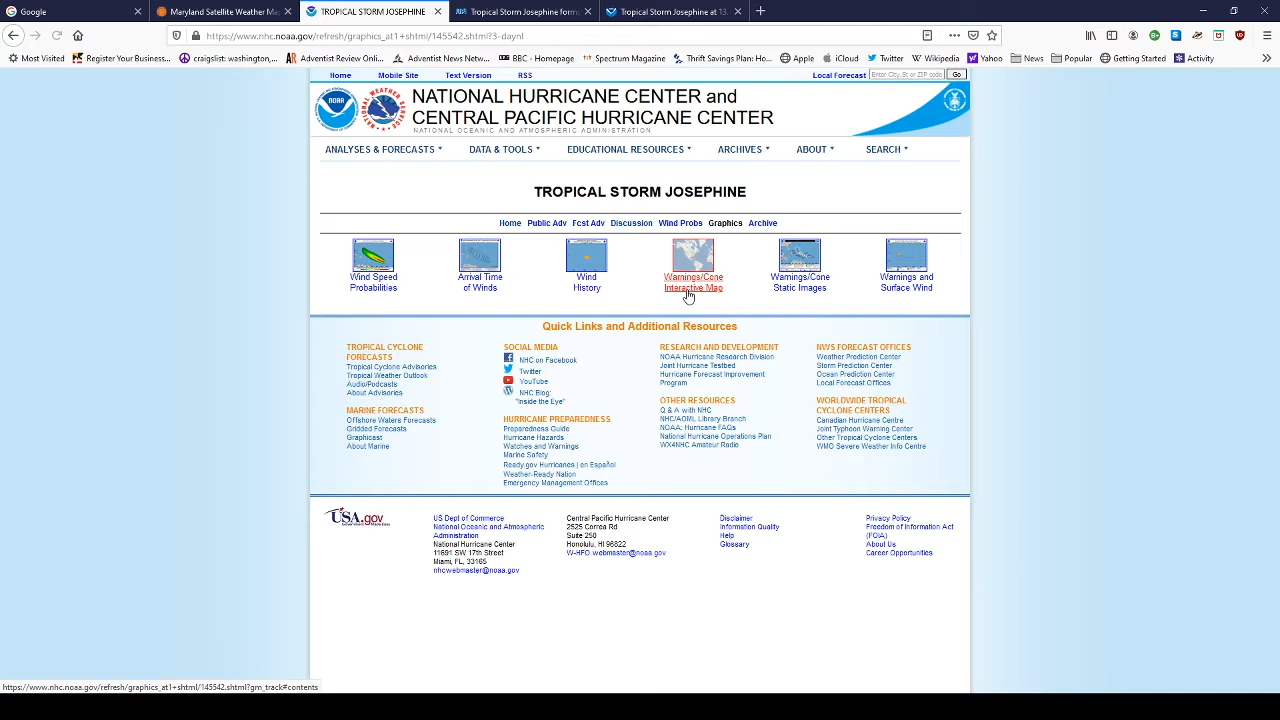 Google
Maryland Satellite Weather Ma
TROPICAL STORM JOSEPHINE
Tropical Storm Josephine form
Tropical Storm Josephine at 13.
https://www.nhc.noaa.gov/refresh/graphics_at1+shtml/145542.shtml?3-daynl
Most Visited
Register Your Business...
craigslist: washington,...
Adventist Review Onli...
Adventist News Netw...
BBC - Homepage
Spectrum Magazine
Thrift Savings Plan: Ho...
Apple
iCloud
Twitter
Wikipedia
Yahoo
News
Popular
Getting Started
Activity
Home
Mobile Site
Text Version
RSS
Local Forecast
Enter City,St or ZIP code
Go
NOAA
NATIONAL HURRICANE CENTER and
CENTRAL PACIFIC HURRICANE CENTER
NATIONAL OCEANIC AND ATMOSPHERIC ADMINISTRATION
ANALYSES & FORECASTS
DATA & TOOLS
EDUCATIONAL RESOURCES
ARCHIVES
ABOUT
SEARCH
TROPICAL STORM JOSEPHINE
Home Public Adv Fcst Adv Discussion Wind Probs Graphics Archive
Wind Speed
Probabilities
Arrival Time
of Winds
Wind
History
Warnings/Cone
Interactive Map
Warnings/Cone
Static Images
Warnings and
Surface Wind
Quick Links and Additional Resources
TROPICAL CYCLONE
FORECASTS
Tropical Cyclone Advisories
Tropical Weather Outlook
Audio/Podcasts
About Advisories
MARINE FORECASTS
Offshore Waters Forecasts
Gridded Forecasts
Graphicast
About Marine
SOCIAL MEDIA
NHC on Facebook
Twitter
YouTube
NHC Blog:
"Inside the Eye"
HURRICANE PREPAREDNESS
Preparedness Guide
Hurricane Hazards
Watches and Warnings
Marine Safety
Ready.gov Hurricanes | en Español
Weather-Ready Nation
Emergency Management Offices
RESEARCH AND DEVELOPMENT
NOAA Hurricane Research Division
Joint Hurricane Testbed
Hurricane Forecast Improvement
Program
OTHER RESOURCES
Q & A with NHC
NHC/AOML Library Branch
NOAA: Hurricane FAQs
National Hurricane Operations Plan
WX4NHC Amateur Radio
NWS FORECAST OFFICES
Weather Prediction Center
Storm Prediction Center
Ocean Prediction Center
Local Forecast Offices
WORLDWIDE TROPICAL
CYCLONE CENTERS
Canadian Hurricane Centre
Joint Typhoon Warning Center
Other Tropical Cyclone Centers
WMO Severe Weather Info Centre
USA.gov
US Dept of Commerce
National Oceanic and Atmospheric
Administration
National Hurricane Center
11691 SW 17th Street
Miami, FL, 33165
nhcwebmaster@noaa.gov
Central Pacific Hurricane Center
2525 Correa Rd
Suite 250
Honolulu, HI 96822
W-HFO.webmaster@noaa.gov
Disclaimer
Information Quality
Help
Glossary
Privacy Policy
Freedom of Information Act
(FOIA)
About Us
Career Opportunities
https://www.nhc.noaa.gov/refresh/graphics_at1+shtml/145542.shtml?gm_track#contents